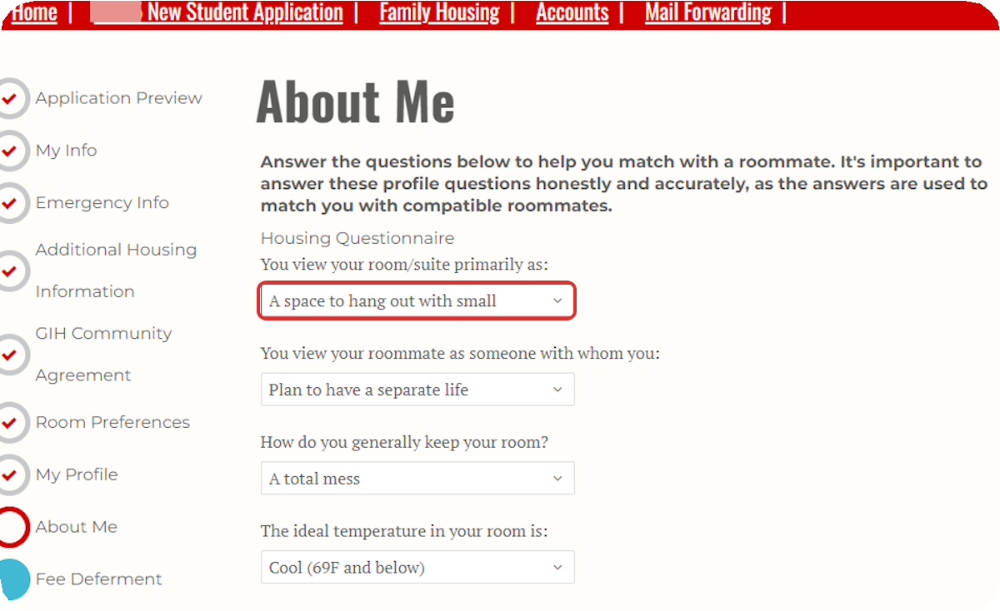 Home | New Student Application | Family Housing | Accounts | Mail Forwarding |
Application Preview
My Info
Emergency Info
Additional Housing
Information
GIH Community
Agreement
Room Preferences
My Profile
About Me
Fee Deferment
About Me
Answer the questions below to help you match with a roommate. It's important to
answer these profile questions honestly and accurately, as the answers are used to
match you with compatible roommates.
Housing Questionnaire
You view your room/suite primarily as:
A space to hang out with small
You view your roommate as someone with whom you:
Plan to have a separate life
How do you generally keep your room?
A total mess
The ideal temperature in your room is:
Cool (69F and below)